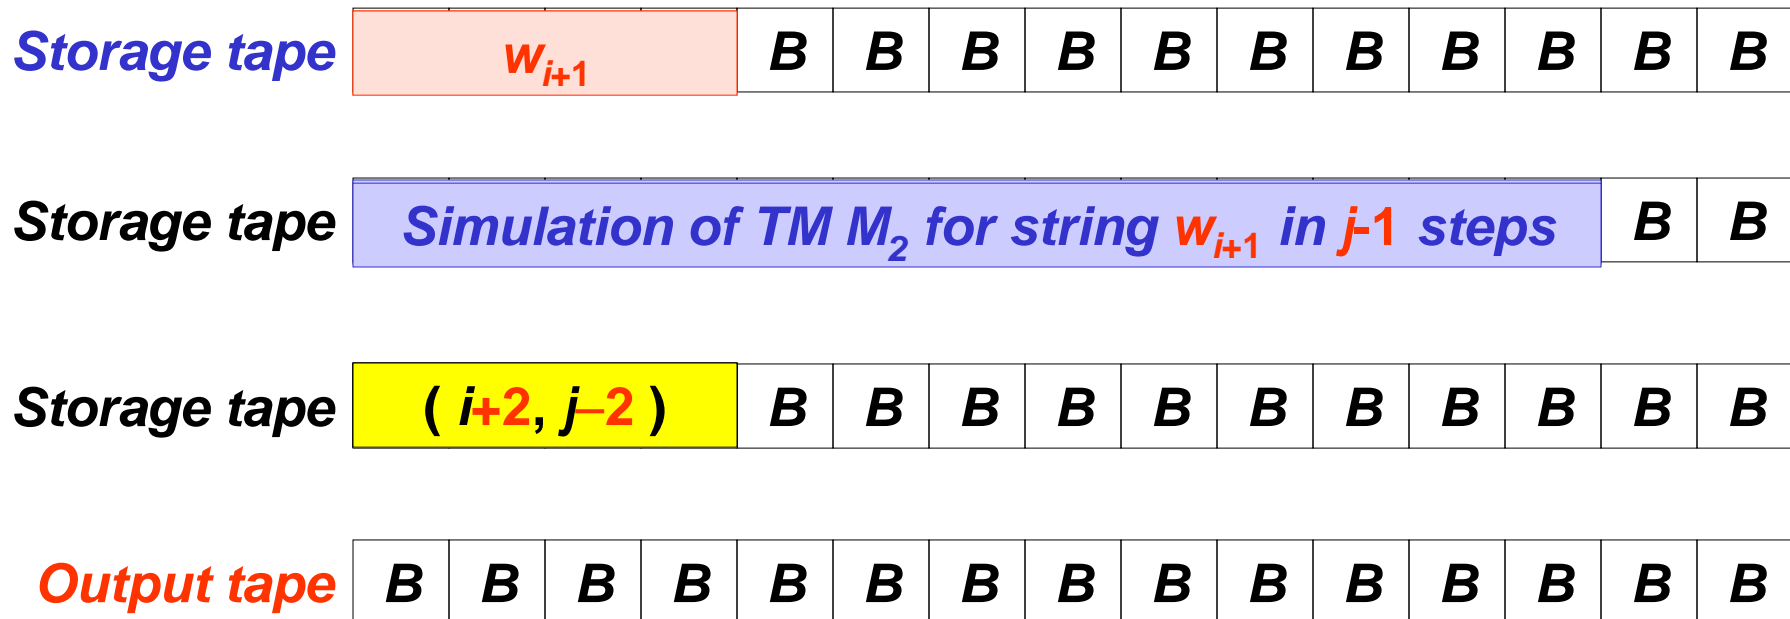 Storage tape w_{i+1} B B B B B B B B B B B
Storage tape Simulation of TM M_2 for string w_{i+1} in j-1 steps B B
Storage tape ( i+2, j–2 ) B B B B B B B B B B B
Output tape B B B B B B B B B B B B B B B